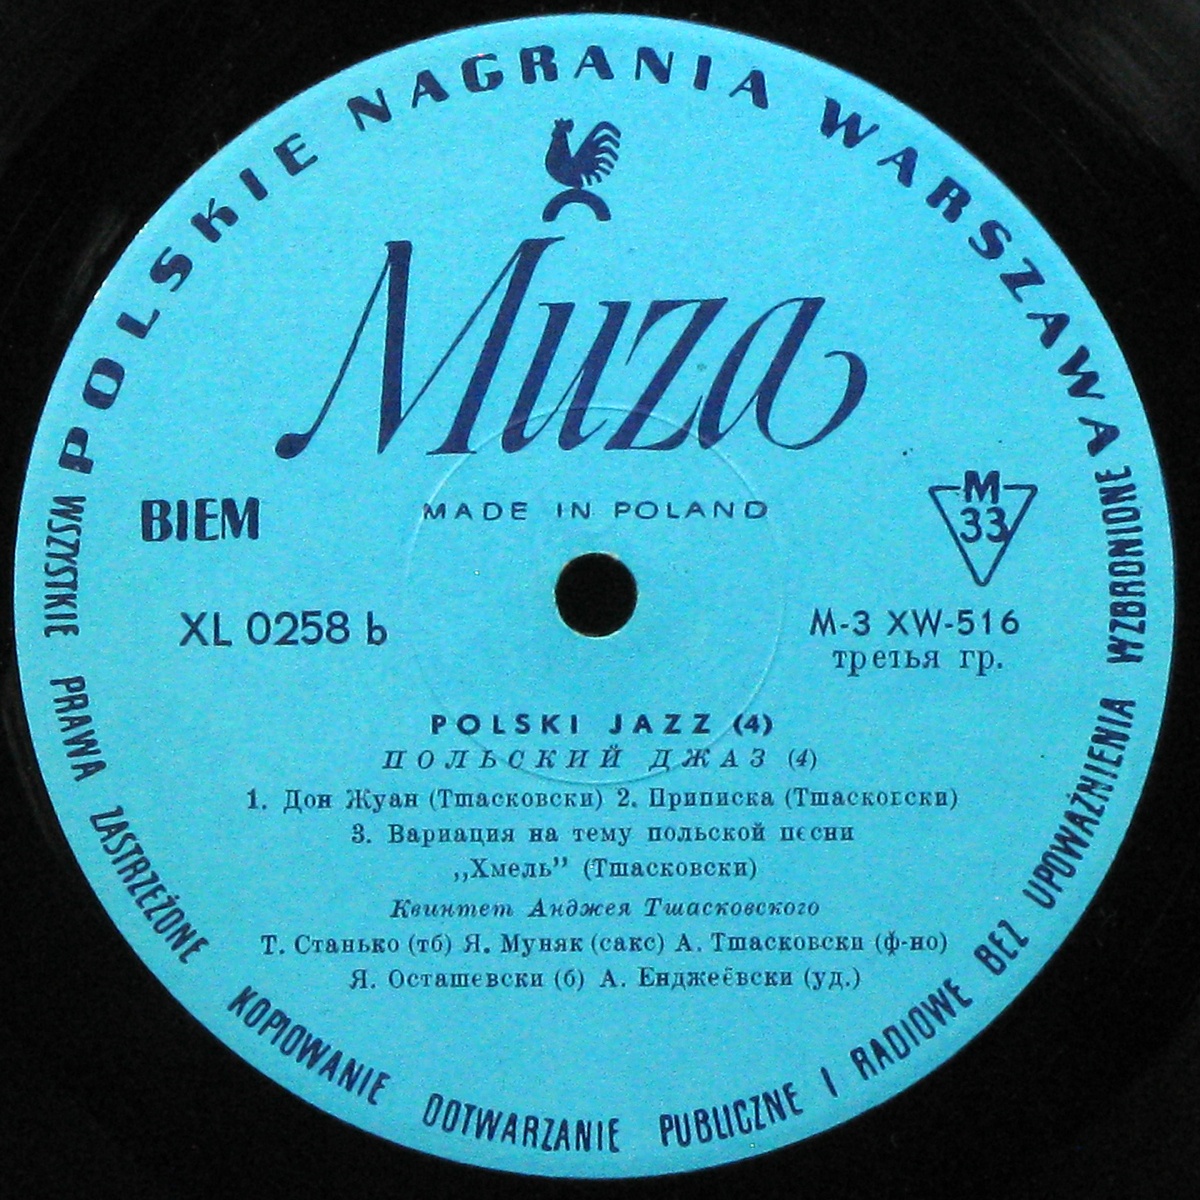 POLSKIE NAGRANIA WARSZAWA
Muza
MADE IN POLAND
BIEM
M
33
XL 0258 b
M-3 XW-516
третья гр.
POLSKI JAZZ (4)
ПОЛЬСКИЙ ДЖАЗ (4)
1. Дон Жуан (Тшасковски) 2. Приписка (Тшасковски)
3. Вариация на тему польской песни
„Хмель” (Тшасковски)
Квинтет Анджея Тшасковского
Т. Станько (тб) Я. Муняк (сакс) А. Тшасковски (ф-но)
Я. Осташевски (б) А. Енджеёвски (уд.)
WSZYSTKIE PRAWA ZASTRZEŻONE KOPIOWANIE ODTWARZANIE PUBLICZNE I RADIOWE BEZ UPOWAŻNIENIA WZBRONIONE